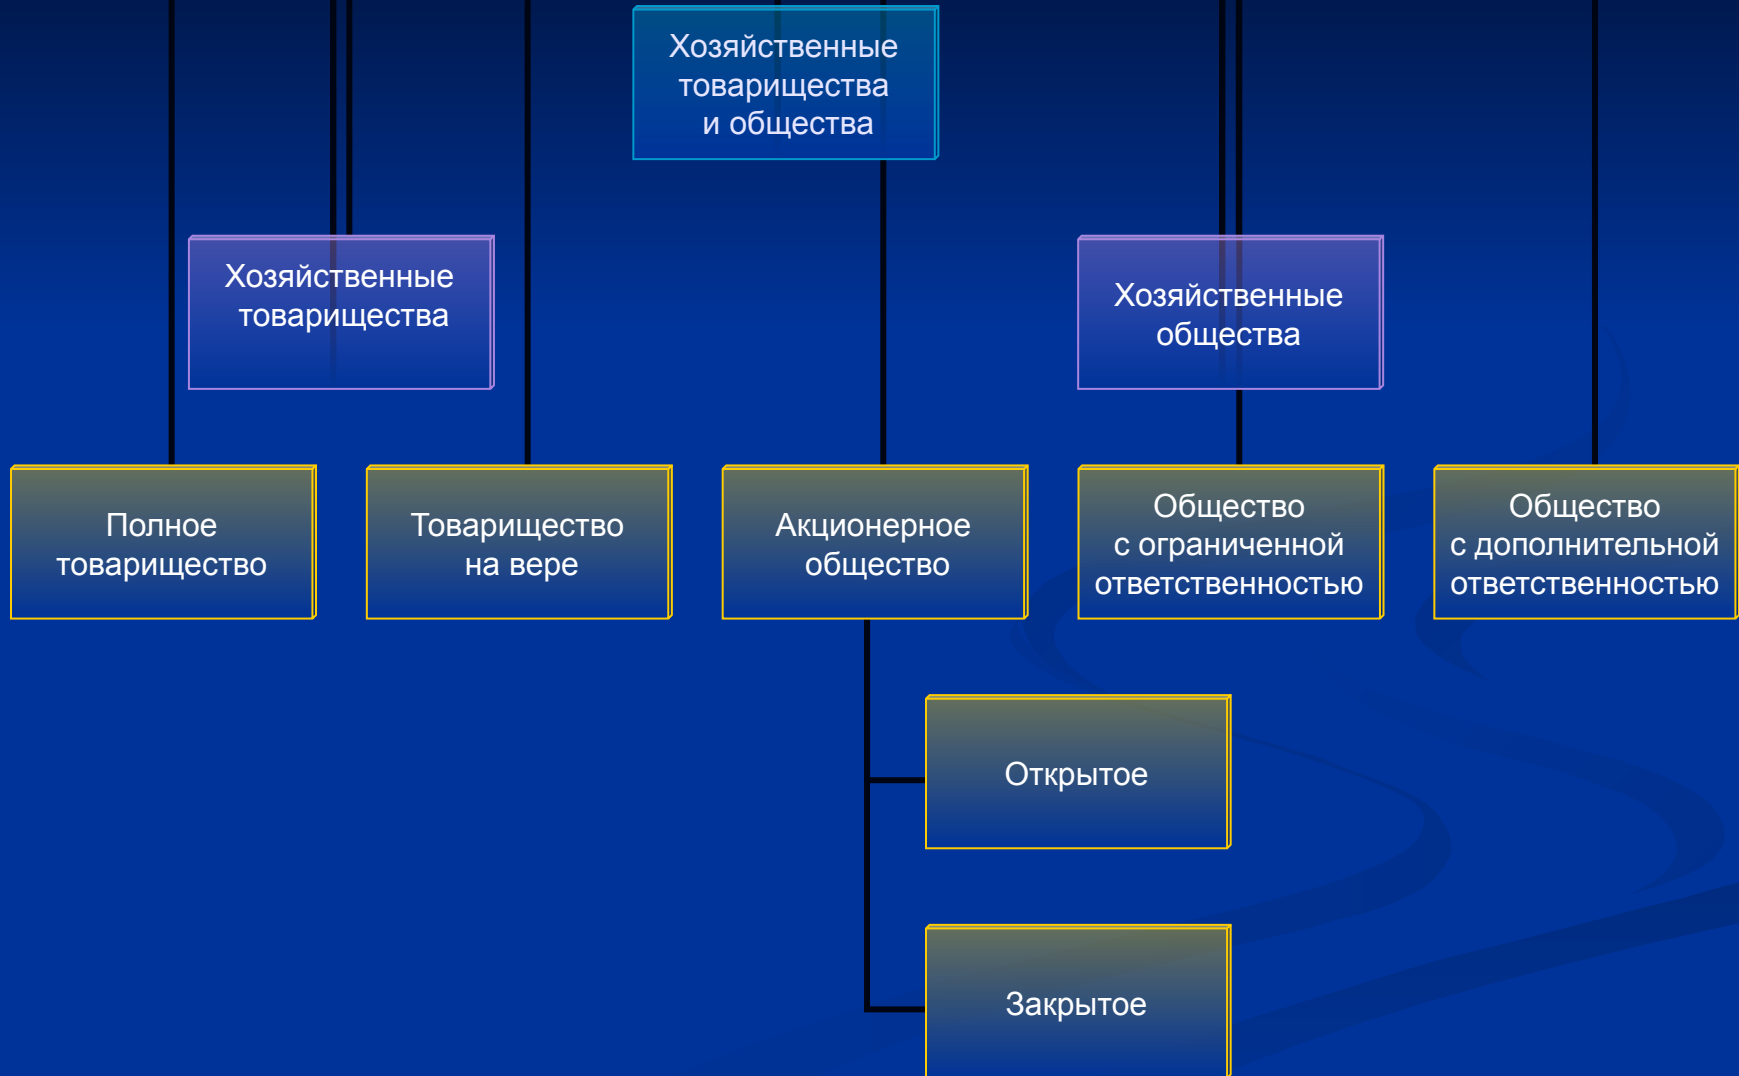 Хозяйственные
товарищества
и общества
Хозяйственные
товарищества
Хозяйственные
общества
Полное
товарищество
Товарищество
на вере
Акционерное
общество
Общество
с ограниченной
ответственностью
Общество
с дополнительной
ответственностью
Открытое
Закрытое